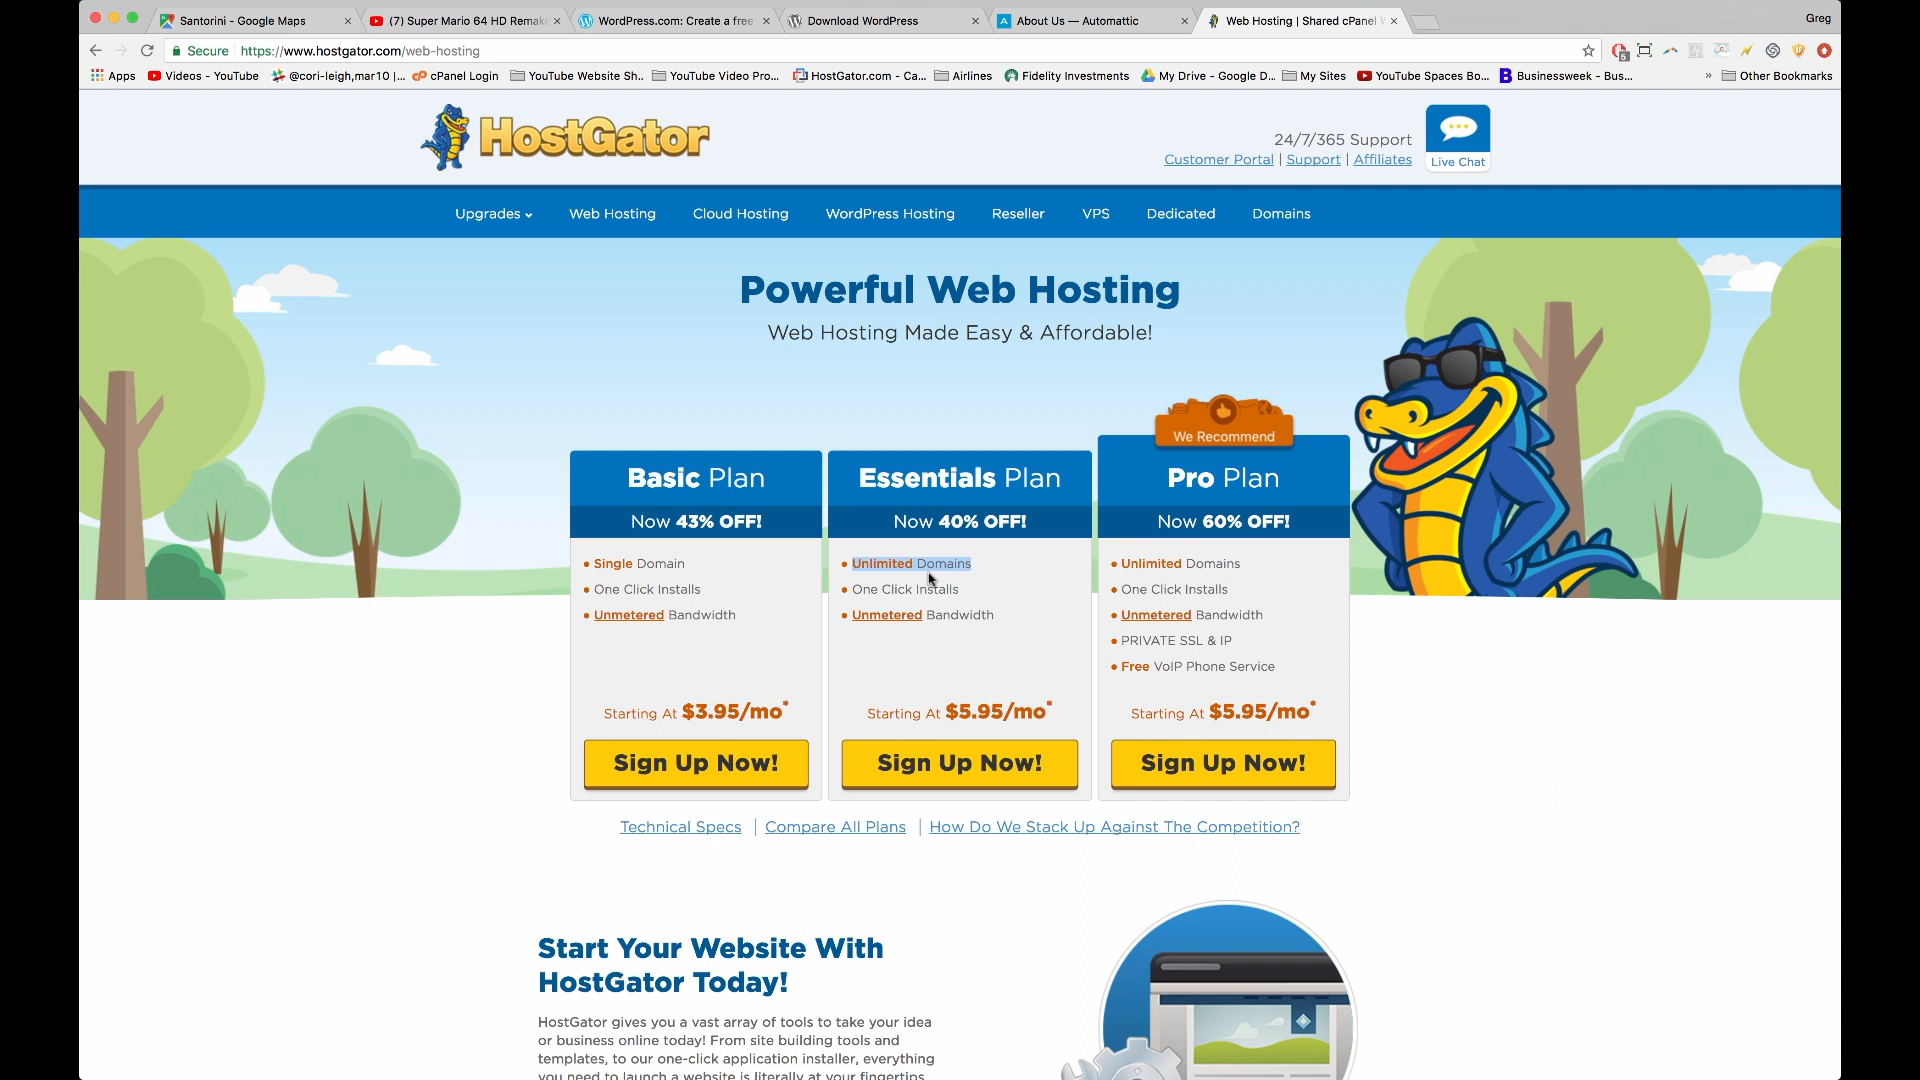 Santorini - Google Maps
(7) Super Mario 64 HD Remake
WordPress.com: Create a free
Download WordPress
About Us — Automattic
Web Hosting | Shared cPanel W
Greg
Secure
https://www.hostgator.com/web-hosting
Apps
Videos - YouTube
@cori-leigh,mar10 |...
cPanel Login
YouTube Website Sh..
YouTube Video Pro...
HostGator.com - Ca...
Airlines
Fidelity Investments
My Drive - Google D...
My Sites
YouTube Spaces Bo...
Businessweek - Bus...
»
Other Bookmarks
HostGator
24/7/365 Support
Customer Portal | Support | Affiliates
Live Chat
Upgrades
Web Hosting
Cloud Hosting
WordPress Hosting
Reseller
VPS
Dedicated
Domains
Powerful Web Hosting
Web Hosting Made Easy & Affordable!
Basic Plan
Now 43% OFF!
• Single Domain
• One Click Installs
• Unmetered Bandwidth
Starting At $3.95/mo*
Sign Up Now!
Essentials Plan
Now 40% OFF!
• Unlimited Domains
• One Click Installs
• Unmetered Bandwidth
Starting At $5.95/mo*
Sign Up Now!
We Recommend
Pro Plan
Now 60% OFF!
• Unlimited Domains
• One Click Installs
• Unmetered Bandwidth
• PRIVATE SSL & IP
• Free VoIP Phone Service
Starting At $5.95/mo*
Sign Up Now!
Technical Specs | Compare All Plans | How Do We Stack Up Against The Competition?
Start Your Website With
HostGator Today!
HostGator gives you a vast array of tools to take your idea
or business online today! From site building tools and
templates, to our one-click application installer, everything
you need to launch a website is literally at your fingertips.